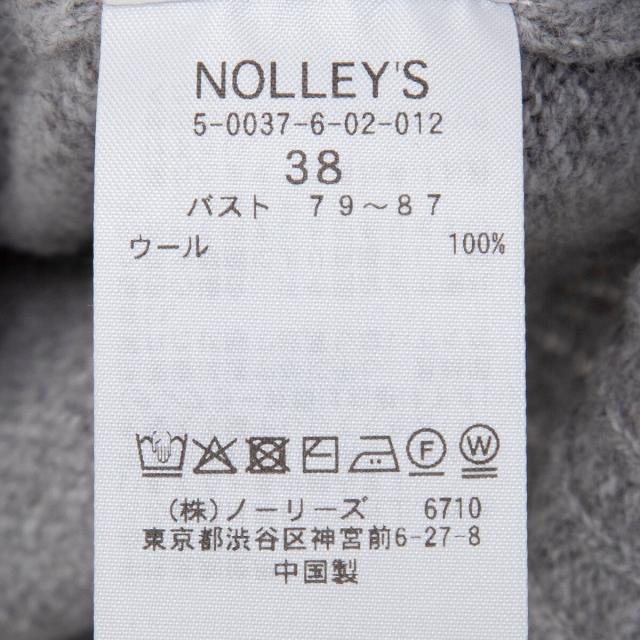 NOLLEY'S
5-0037-6-02-012
38
バスト 79～87
ウール 100%
F W
(株)ノーリーズ 6710
東京都渋谷区神宮前6-27-8
中国製